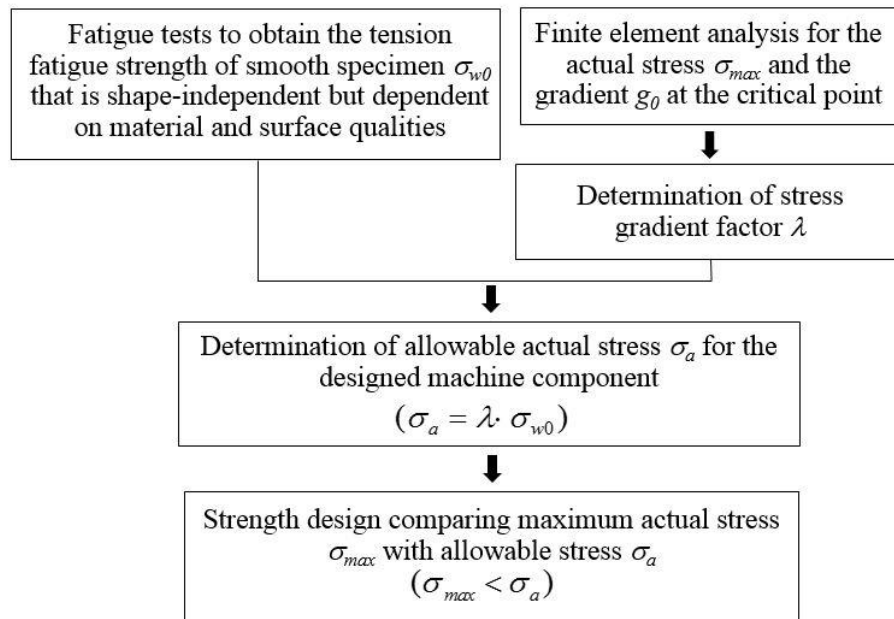 Fatigue tests to obtain the tension
fatigue strength of smooth specimen σw0
that is shape-independent but dependent
on material and surface qualities
Finite element analysis for the
actual stress σmax and the
gradient g0 at the critical point
Determination of stress
gradient factor λ
Determination of allowable actual stress σa for the
designed machine component
(σa = λ· σw0)
Strength design comparing maximum actual stress
σmax with allowable stress σa
(σmax < σa)